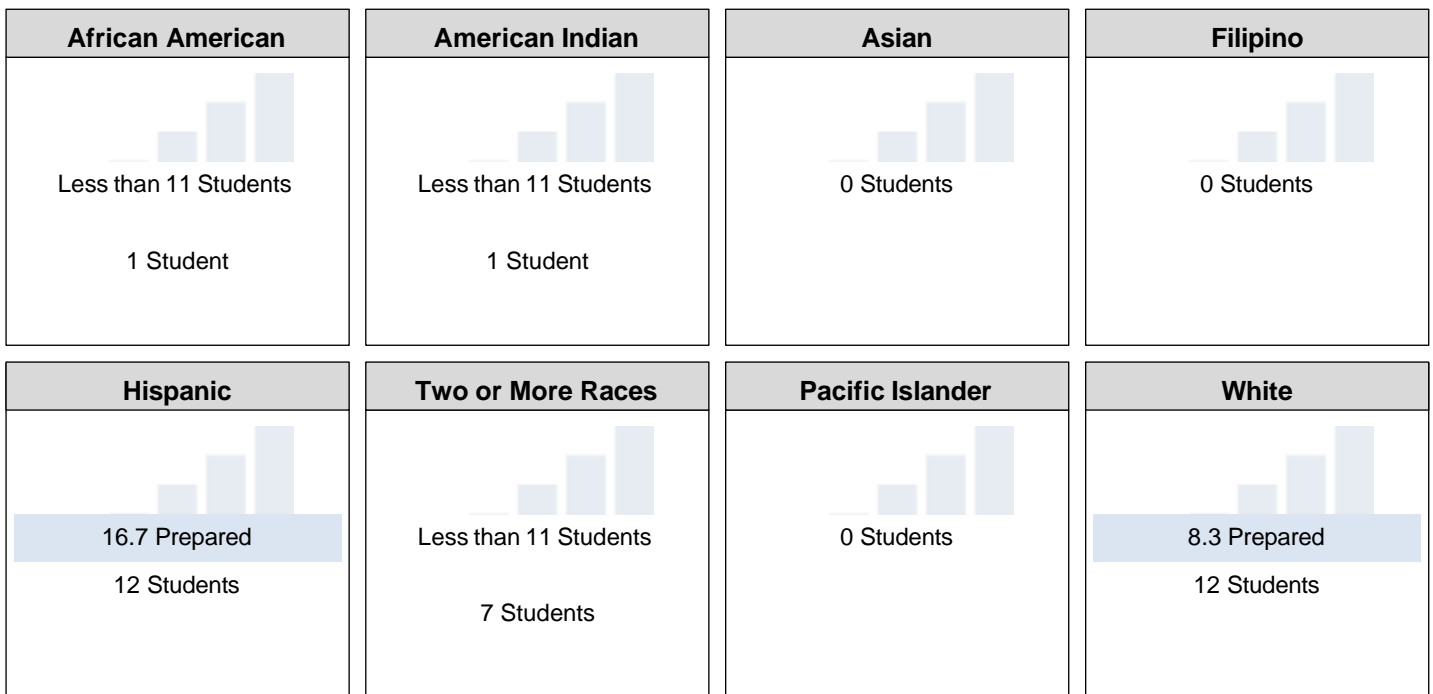 African American
Less than 11 Students
1 Student
American Indian
Less than 11 Students
1 Student
Asian
0 Students
Filipino
0 Students
Hispanic
16.7 Prepared
12 Students
Two or More Races
Less than 11 Students
7 Students
Pacific Islander
0 Students
White
8.3 Prepared
12 Students